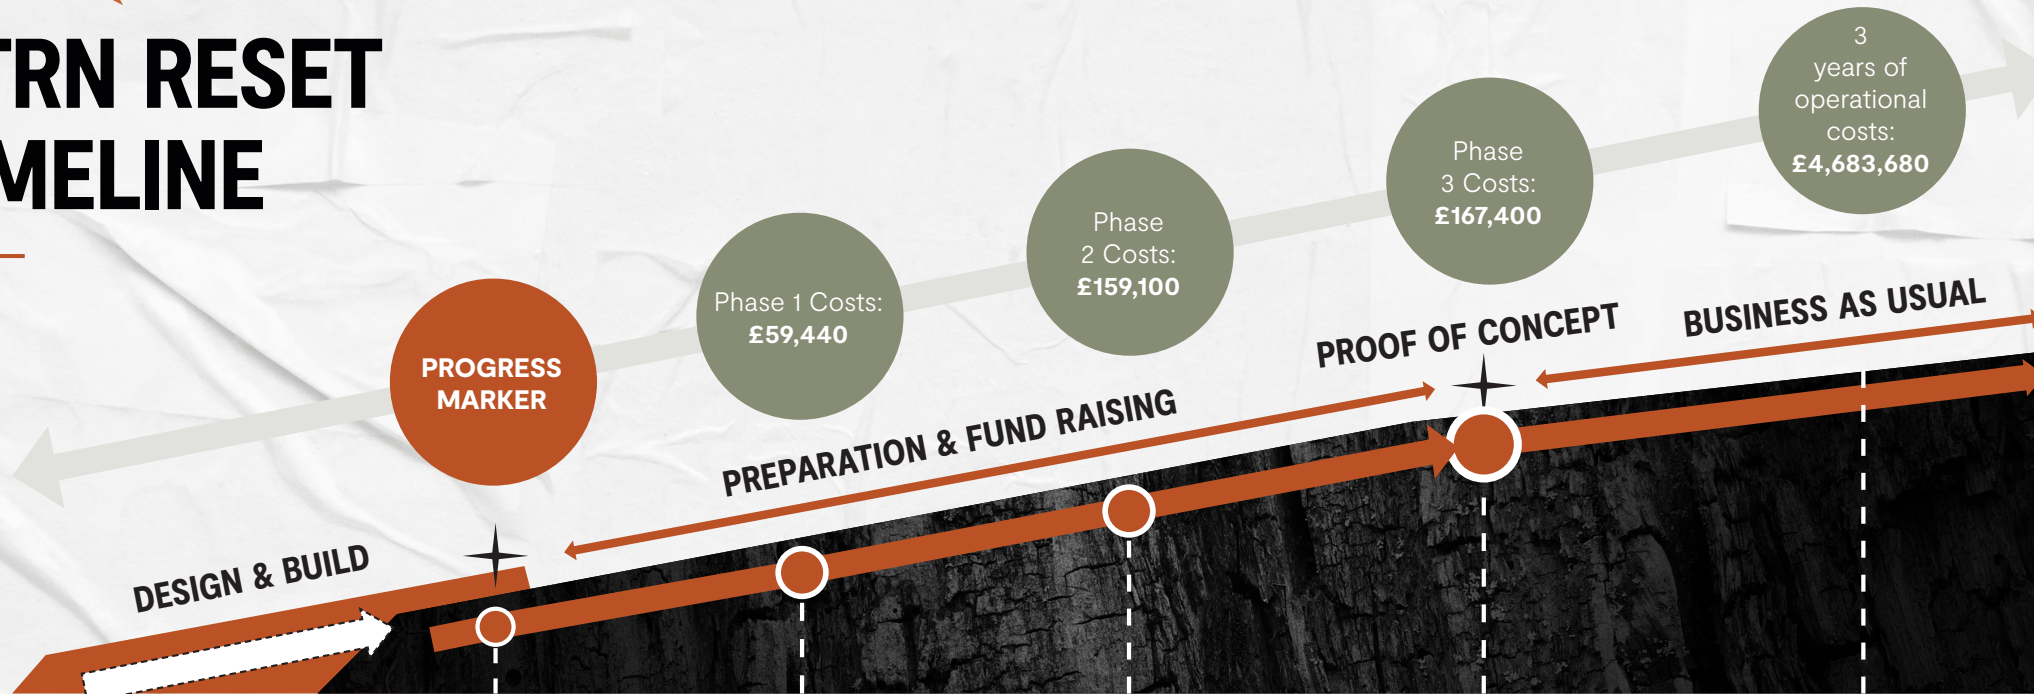 TRN RESET
MELINE
3
years of
operational
costs:
£4,683,680
Phase
3 Costs:
£167,400
Phase
2 Costs:
£159,100
Phase 1 Costs:
£59,440
PROGRESS
MARKER
DESIGN & BUILD
PREPARATION & FUND RAISING
PROOF OF CONCEPT
BUSINESS AS USUAL